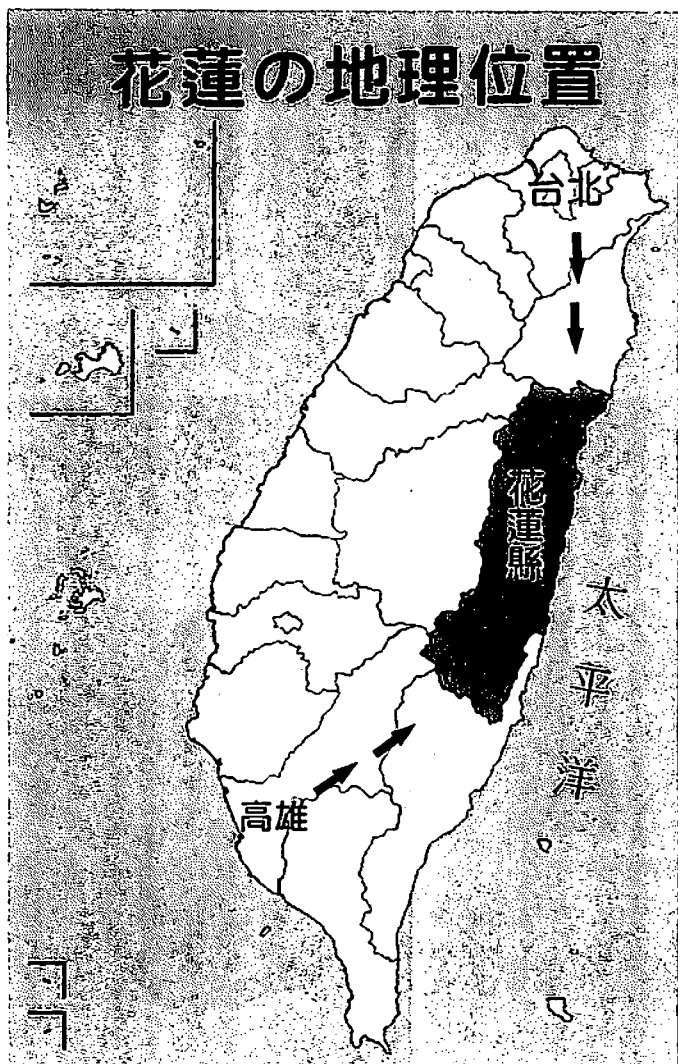 花蓮の地理位置
台北
花蓮縣
太平洋
高雄